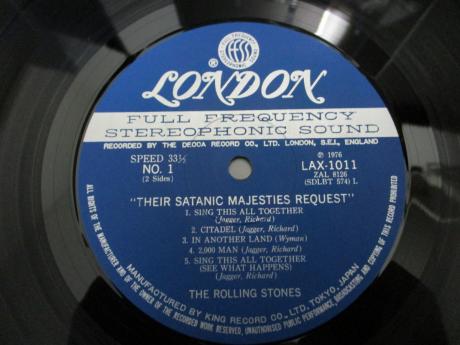 FULL FREQUENCY STEREOPHONIC SOUND
FFSS
®
LONDON
FULL FREQUENCY
STEREOPHONIC SOUND
RECORDED BY THE DECCA RECORD CO., LTD. LONDON, S.E.I., ENGLAND
SPEED 33⅓
NO. 1
(2 Sides)
Ⓟ 1976
LAX-1011
ZAL 8126
(SDLBT 574) L
"THEIR SATANIC MAJESTIES REQUEST"
1. SING THIS ALL TOGETHER
(Jagger, Richard)
2. CITADEL (Jagger, Richard)
3. IN ANOTHER LAND (Wyman)
4. 2,000 MAN (Jagger, Richard)
5. SING THIS ALL TOGETHER
(SEE WHAT HAPPENS)
(Jagger, Richard)
THE ROLLING STONES
MANUFACTURED BY KING RECORD CO., LTD. TOKYO, JAPAN
ALL RIGHTS OF THE MANUFACTURER AND OF THE OWNER OF THE RECORDED WORK RESERVED, UNAUTHORISED PUBLIC PERFORMANCE, BROADCASTING AND COPYING OF THIS RECORD PROHIBITED